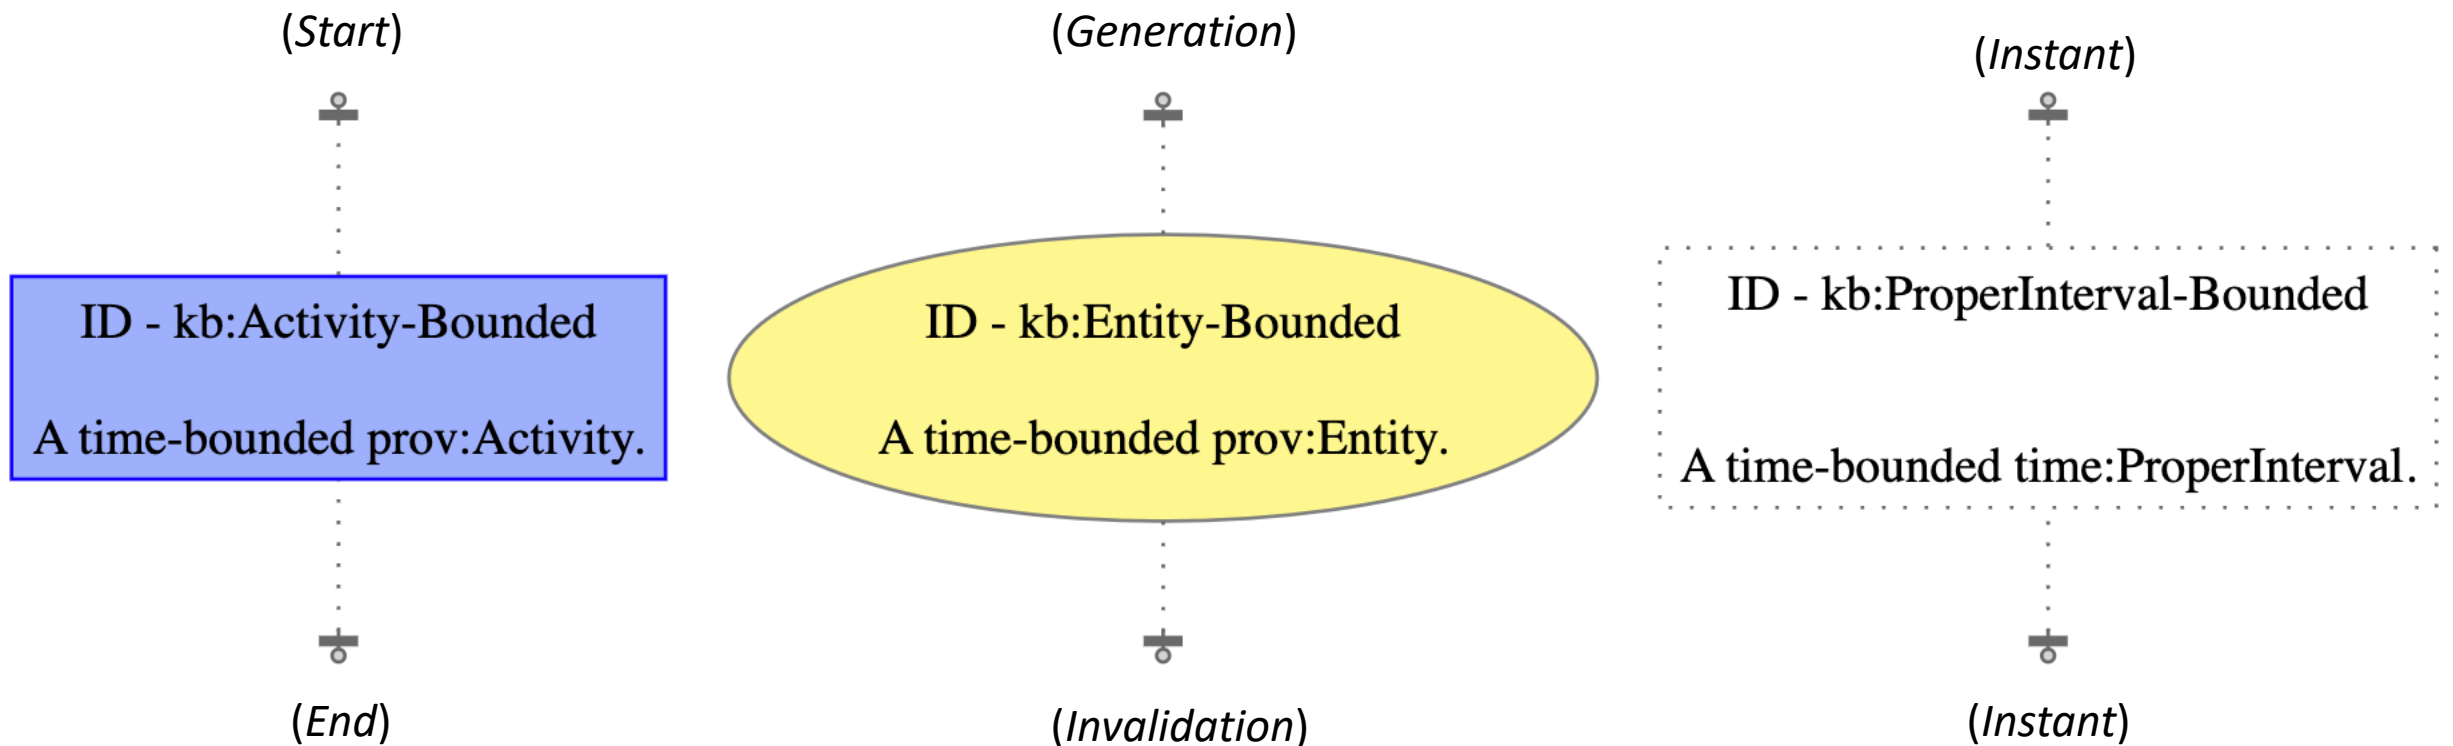 (Start)
ID - kb:Activity-Bounded
A time-bounded prov:Activity.
(End)
(Generation)
ID - kb:Entity-Bounded
A time-bounded prov:Entity.
(Invalidation)
(Instant)
ID - kb:ProperInterval-Bounded
A time-bounded time:ProperInterval.
(Instant)